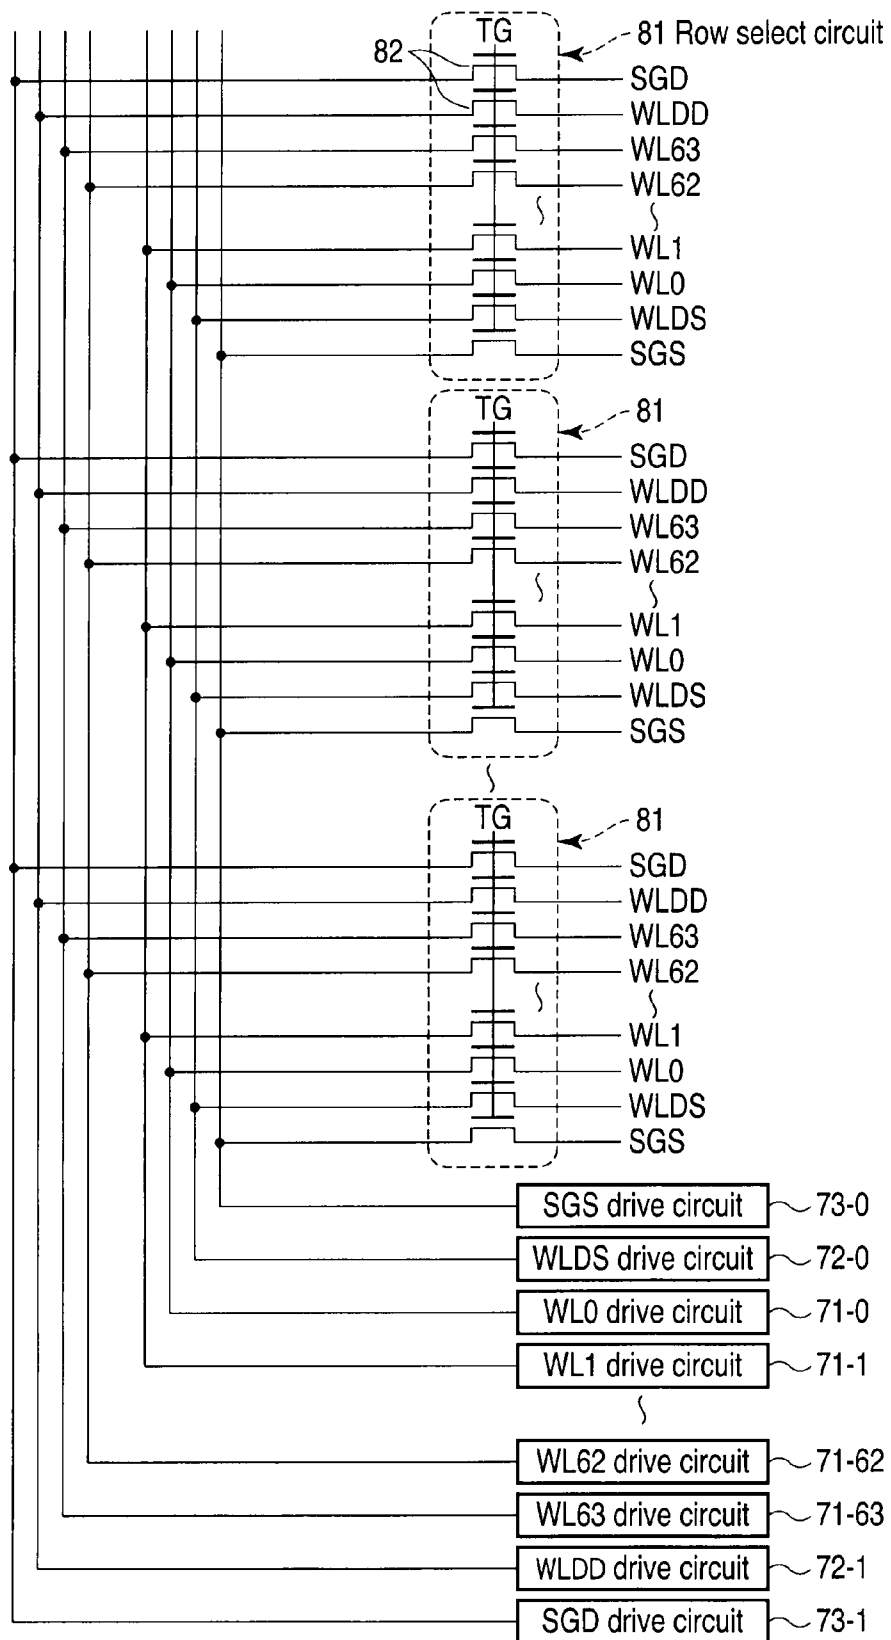 TG
81 Row select circuit
82
SGD
WLDD
WL63
WL62
WL1
WL0
WLDS
SGS
TG
81
SGD
WLDD
WL63
WL62
WL1
WL0
WLDS
SGS
TG
81
SGD
WLDD
WL63
WL62
WL1
WL0
WLDS
SGS
SGS drive circuit 73-0
WLDS drive circuit 72-0
WL0 drive circuit 71-0
WL1 drive circuit 71-1
WL62 drive circuit 71-62
WL63 drive circuit 71-63
WLDD drive circuit 72-1
SGD drive circuit 73-1